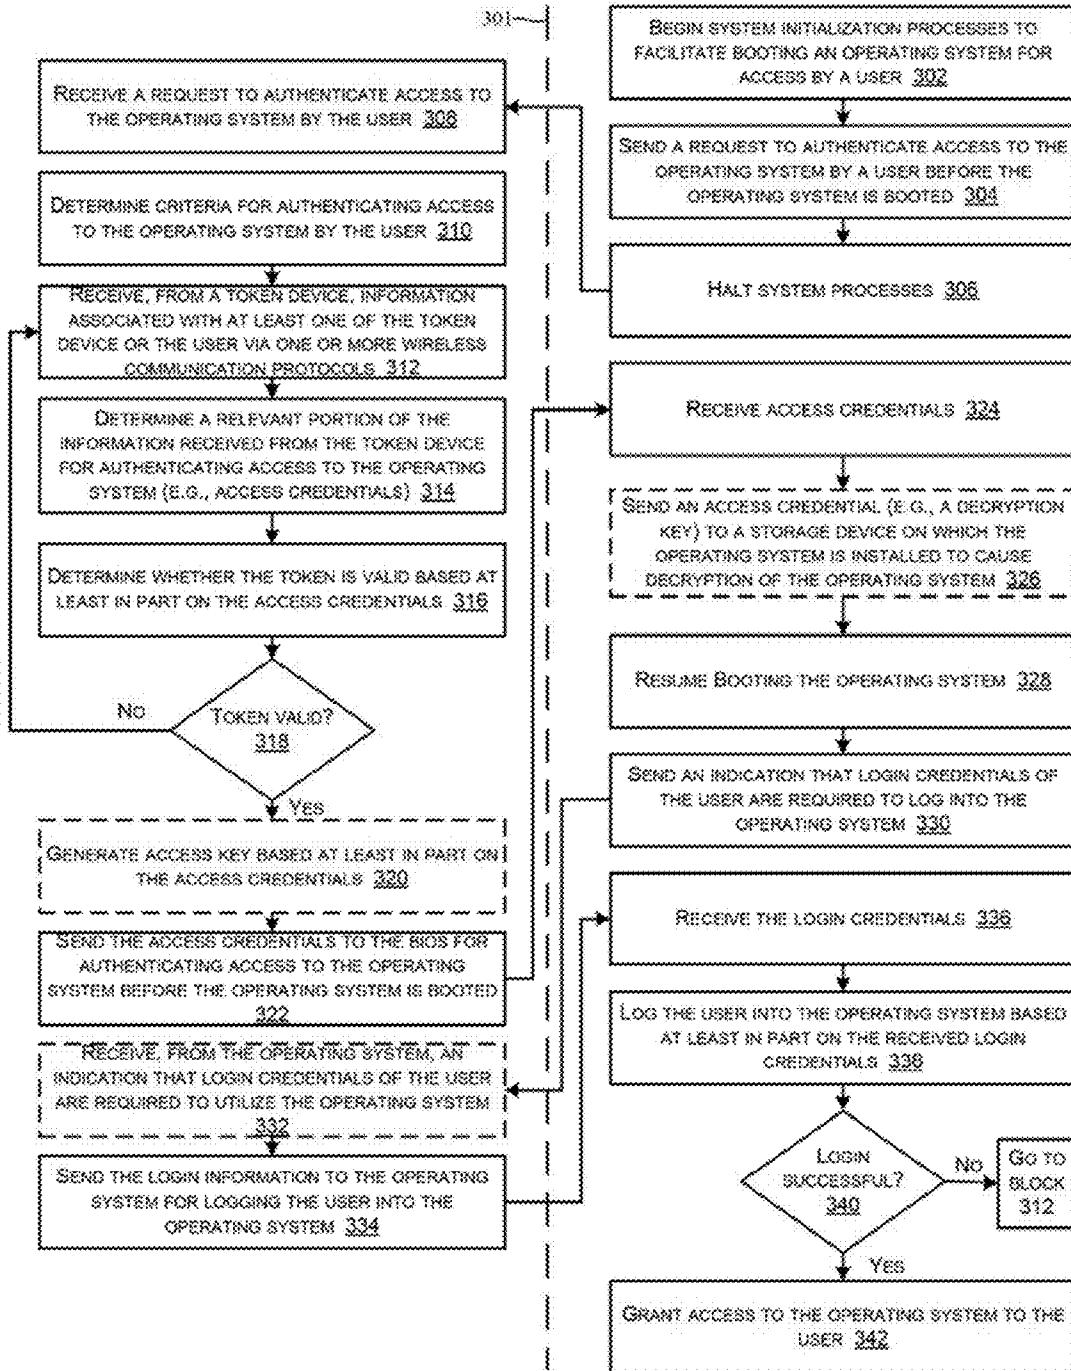 301
BEGIN SYSTEM INITIALIZATION PROCESSES TO
FACILITATE BOOTING AN OPERATING SYSTEM FOR
ACCESS BY A USER 302
SEND A REQUEST TO AUTHENTICATE ACCESS TO THE
OPERATING SYSTEM BY A USER BEFORE THE
OPERATING SYSTEM IS BOOTED 304
HALT SYSTEM PROCESSES 306
RECEIVE A REQUEST TO AUTHENTICATE ACCESS TO
THE OPERATING SYSTEM BY THE USER 308
DETERMINE CRITERIA FOR AUTHENTICATING ACCESS
TO THE OPERATING SYSTEM BY THE USER 310
RECEIVE, FROM A TOKEN DEVICE, INFORMATION
ASSOCIATED WITH AT LEAST ONE OF THE TOKEN
DEVICE OR THE USER VIA ONE OR MORE WIRELESS
COMMUNICATION PROTOCOLS 312
DETERMINE A RELEVANT PORTION OF THE
INFORMATION RECEIVED FROM THE TOKEN DEVICE
FOR AUTHENTICATING ACCESS TO THE OPERATING
SYSTEM (E.G., ACCESS CREDENTIALS) 314
DETERMINE WHETHER THE TOKEN IS VALID BASED AT
LEAST IN PART ON THE ACCESS CREDENTIALS 316
TOKEN VALID?
318
NO
YES
GENERATE ACCESS KEY BASED AT LEAST IN PART ON
THE ACCESS CREDENTIALS 320
SEND THE ACCESS CREDENTIALS TO THE BIOS FOR
AUTHENTICATING ACCESS TO THE OPERATING
SYSTEM BEFORE THE OPERATING SYSTEM IS BOOTED
322
RECEIVE ACCESS CREDENTIALS 324
SEND AN ACCESS CREDENTIAL (E.G., A DECRYPTION
KEY) TO A STORAGE DEVICE ON WHICH THE
OPERATING SYSTEM IS INSTALLED TO CAUSE
DECRYPTION OF THE OPERATING SYSTEM 326
RESUME BOOTING THE OPERATING SYSTEM 328
SEND AN INDICATION THAT LOGIN CREDENTIALS OF
THE USER ARE REQUIRED TO LOG INTO THE
OPERATING SYSTEM 330
RECEIVE, FROM THE OPERATING SYSTEM, AN
INDICATION THAT LOGIN CREDENTIALS OF THE USER
ARE REQUIRED TO UTILIZE THE OPERATING SYSTEM
332
SEND THE LOGIN INFORMATION TO THE OPERATING
SYSTEM FOR LOGGING THE USER INTO THE
OPERATING SYSTEM 334
RECEIVE THE LOGIN CREDENTIALS 336
LOG THE USER INTO THE OPERATING SYSTEM BASED
AT LEAST IN PART ON THE RECEIVED LOGIN
CREDENTIALS 338
LOGIN
SUCCESSFUL?
340
NO
GO TO
BLOCK
312
YES
GRANT ACCESS TO THE OPERATING SYSTEM TO THE
USER 342